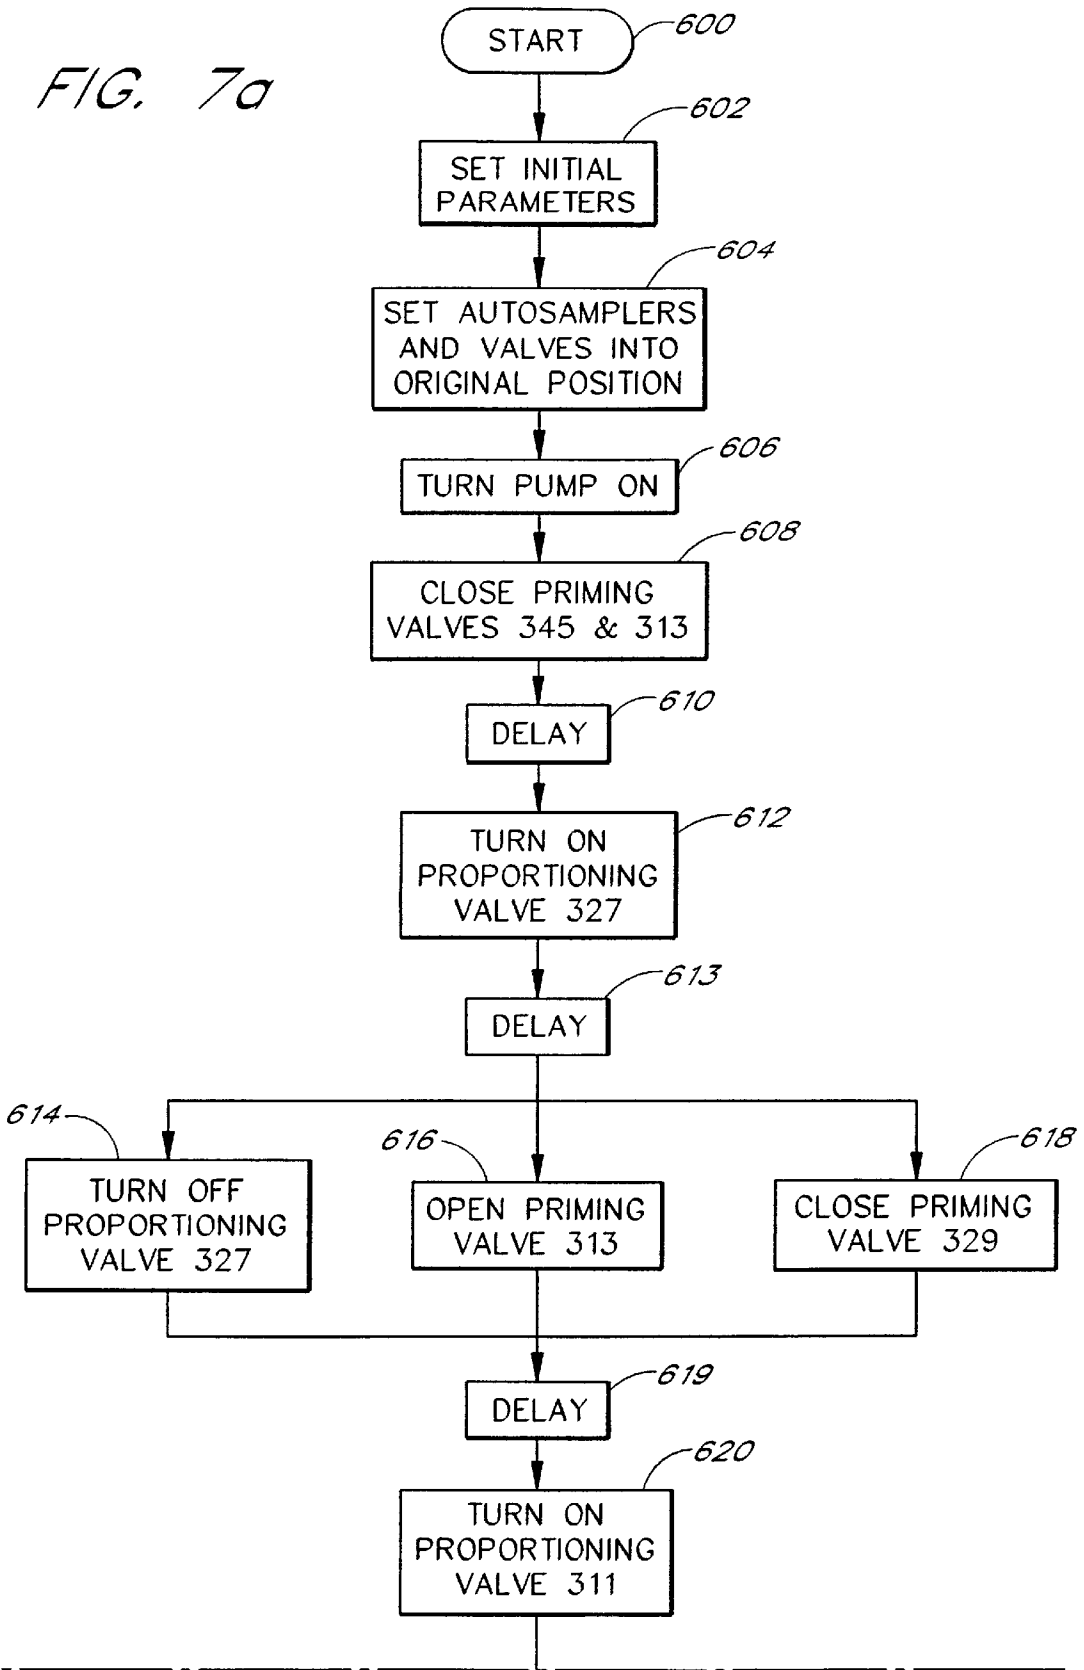 START
600
FIG. 7a
602
SET INITIAL
PARAMETERS
604
SET AUTOSAMPLERS
AND VALVES INTO
ORIGINAL POSITION
606
TURN PUMP ON
608
CLOSE PRIMING
VALVES 345 & 313
610
DELAY
612
TURN ON
PROPORTIONING
VALVE 327
613
DELAY
614
TURN OFF
PROPORTIONING
VALVE 327
616
OPEN PRIMING
VALVE 313
618
CLOSE PRIMING
VALVE 329
619
DELAY
620
TURN ON
PROPORTIONING
VALVE 311